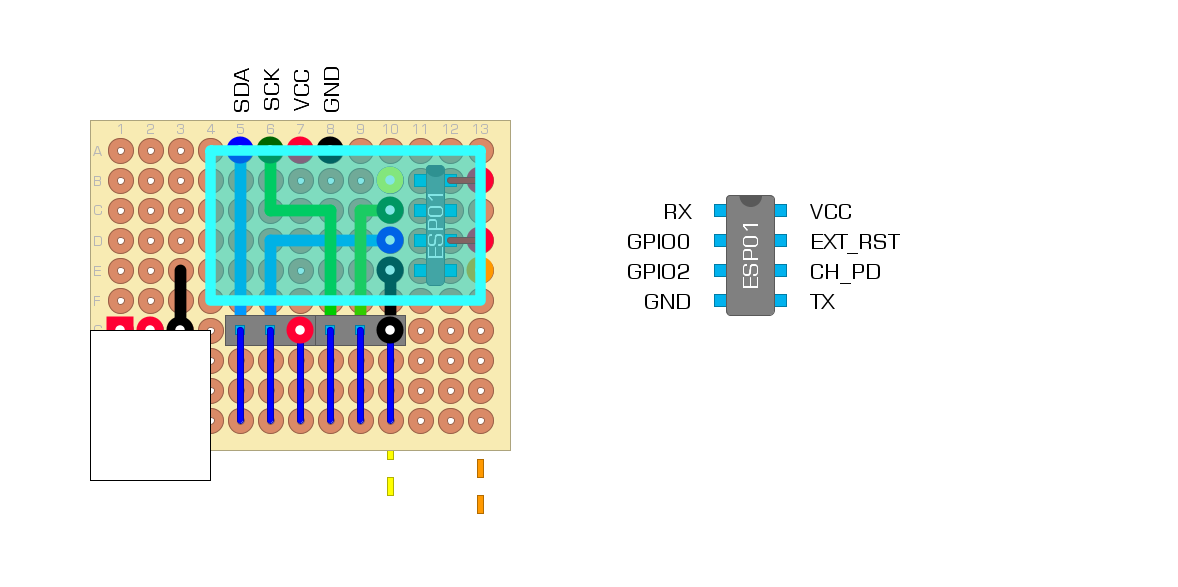 SDA SCK VCC GND
1 2 3 4 5 6 7 8 9 10 11 12 13
A
B
C
D
E
F
ESP01
RX VCC
GPIO0 EXT_RST
GPIO2 CH_PD
GND TX
ESP01